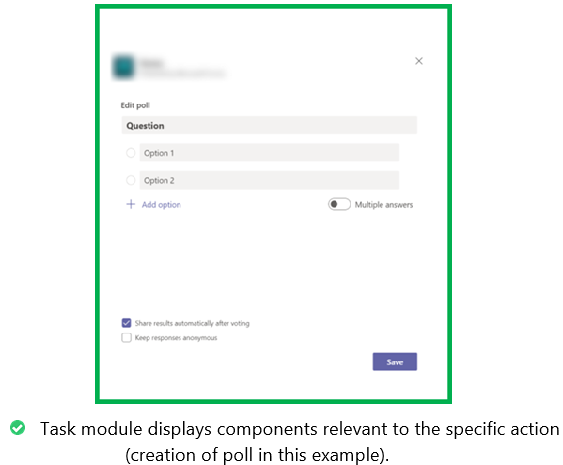 Edit poll
Question
Option 1
Option 2
+ Add option
Multiple answers
Share results automatically after voting
Keep responses anonymous
Save
Task module displays components relevant to the specific action
(creation of poll in this example).